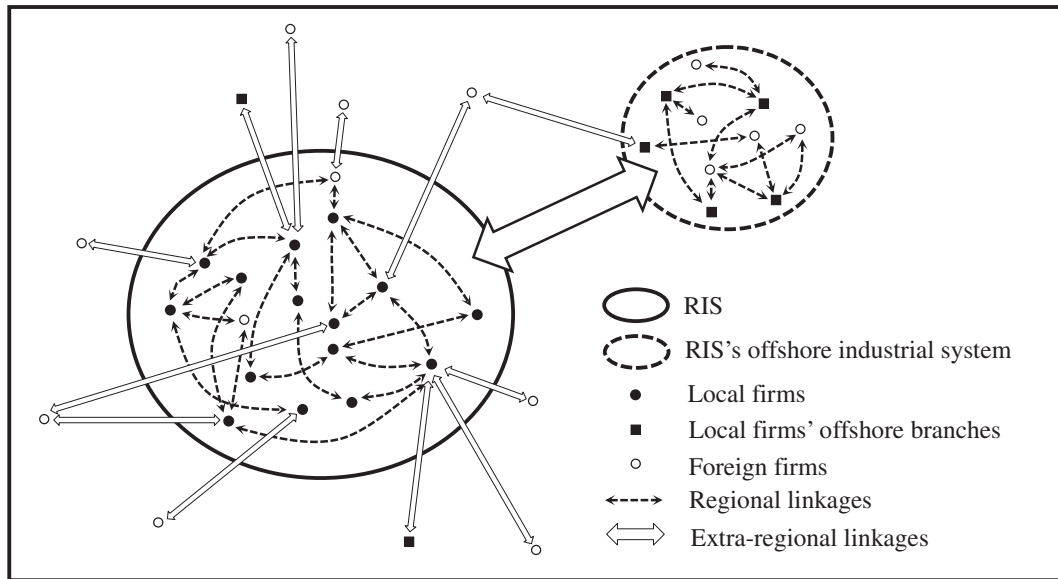 RIS
RIS's offshore industrial system
Local firms
Local firms' offshore branches
Foreign firms
Regional linkages
Extra-regional linkages